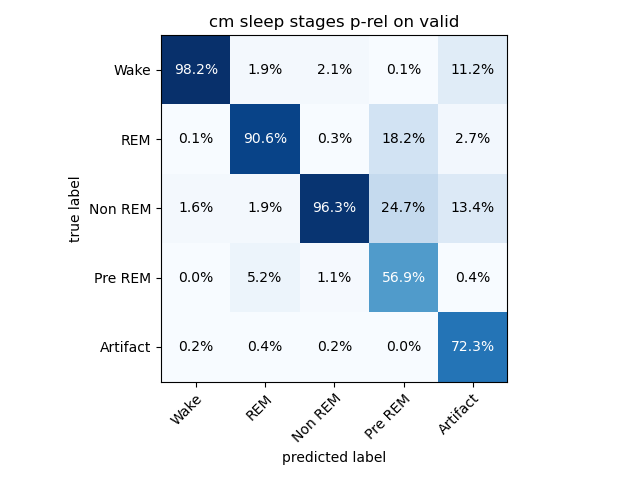 cm sleep stages p-rel on valid
Wake 98.2% 1.9% 2.1% 0.1% 11.2%
REM 0.1% 90.6% 0.3% 18.2% 2.7%
Non REM 1.6% 1.9% 96.3% 24.7% 13.4%
Pre REM 0.0% 5.2% 1.1% 56.9% 0.4%
Artifact 0.2% 0.4% 0.2% 0.0% 72.3%
true label
Wake REM Non REM Pre REM Artifact
predicted label